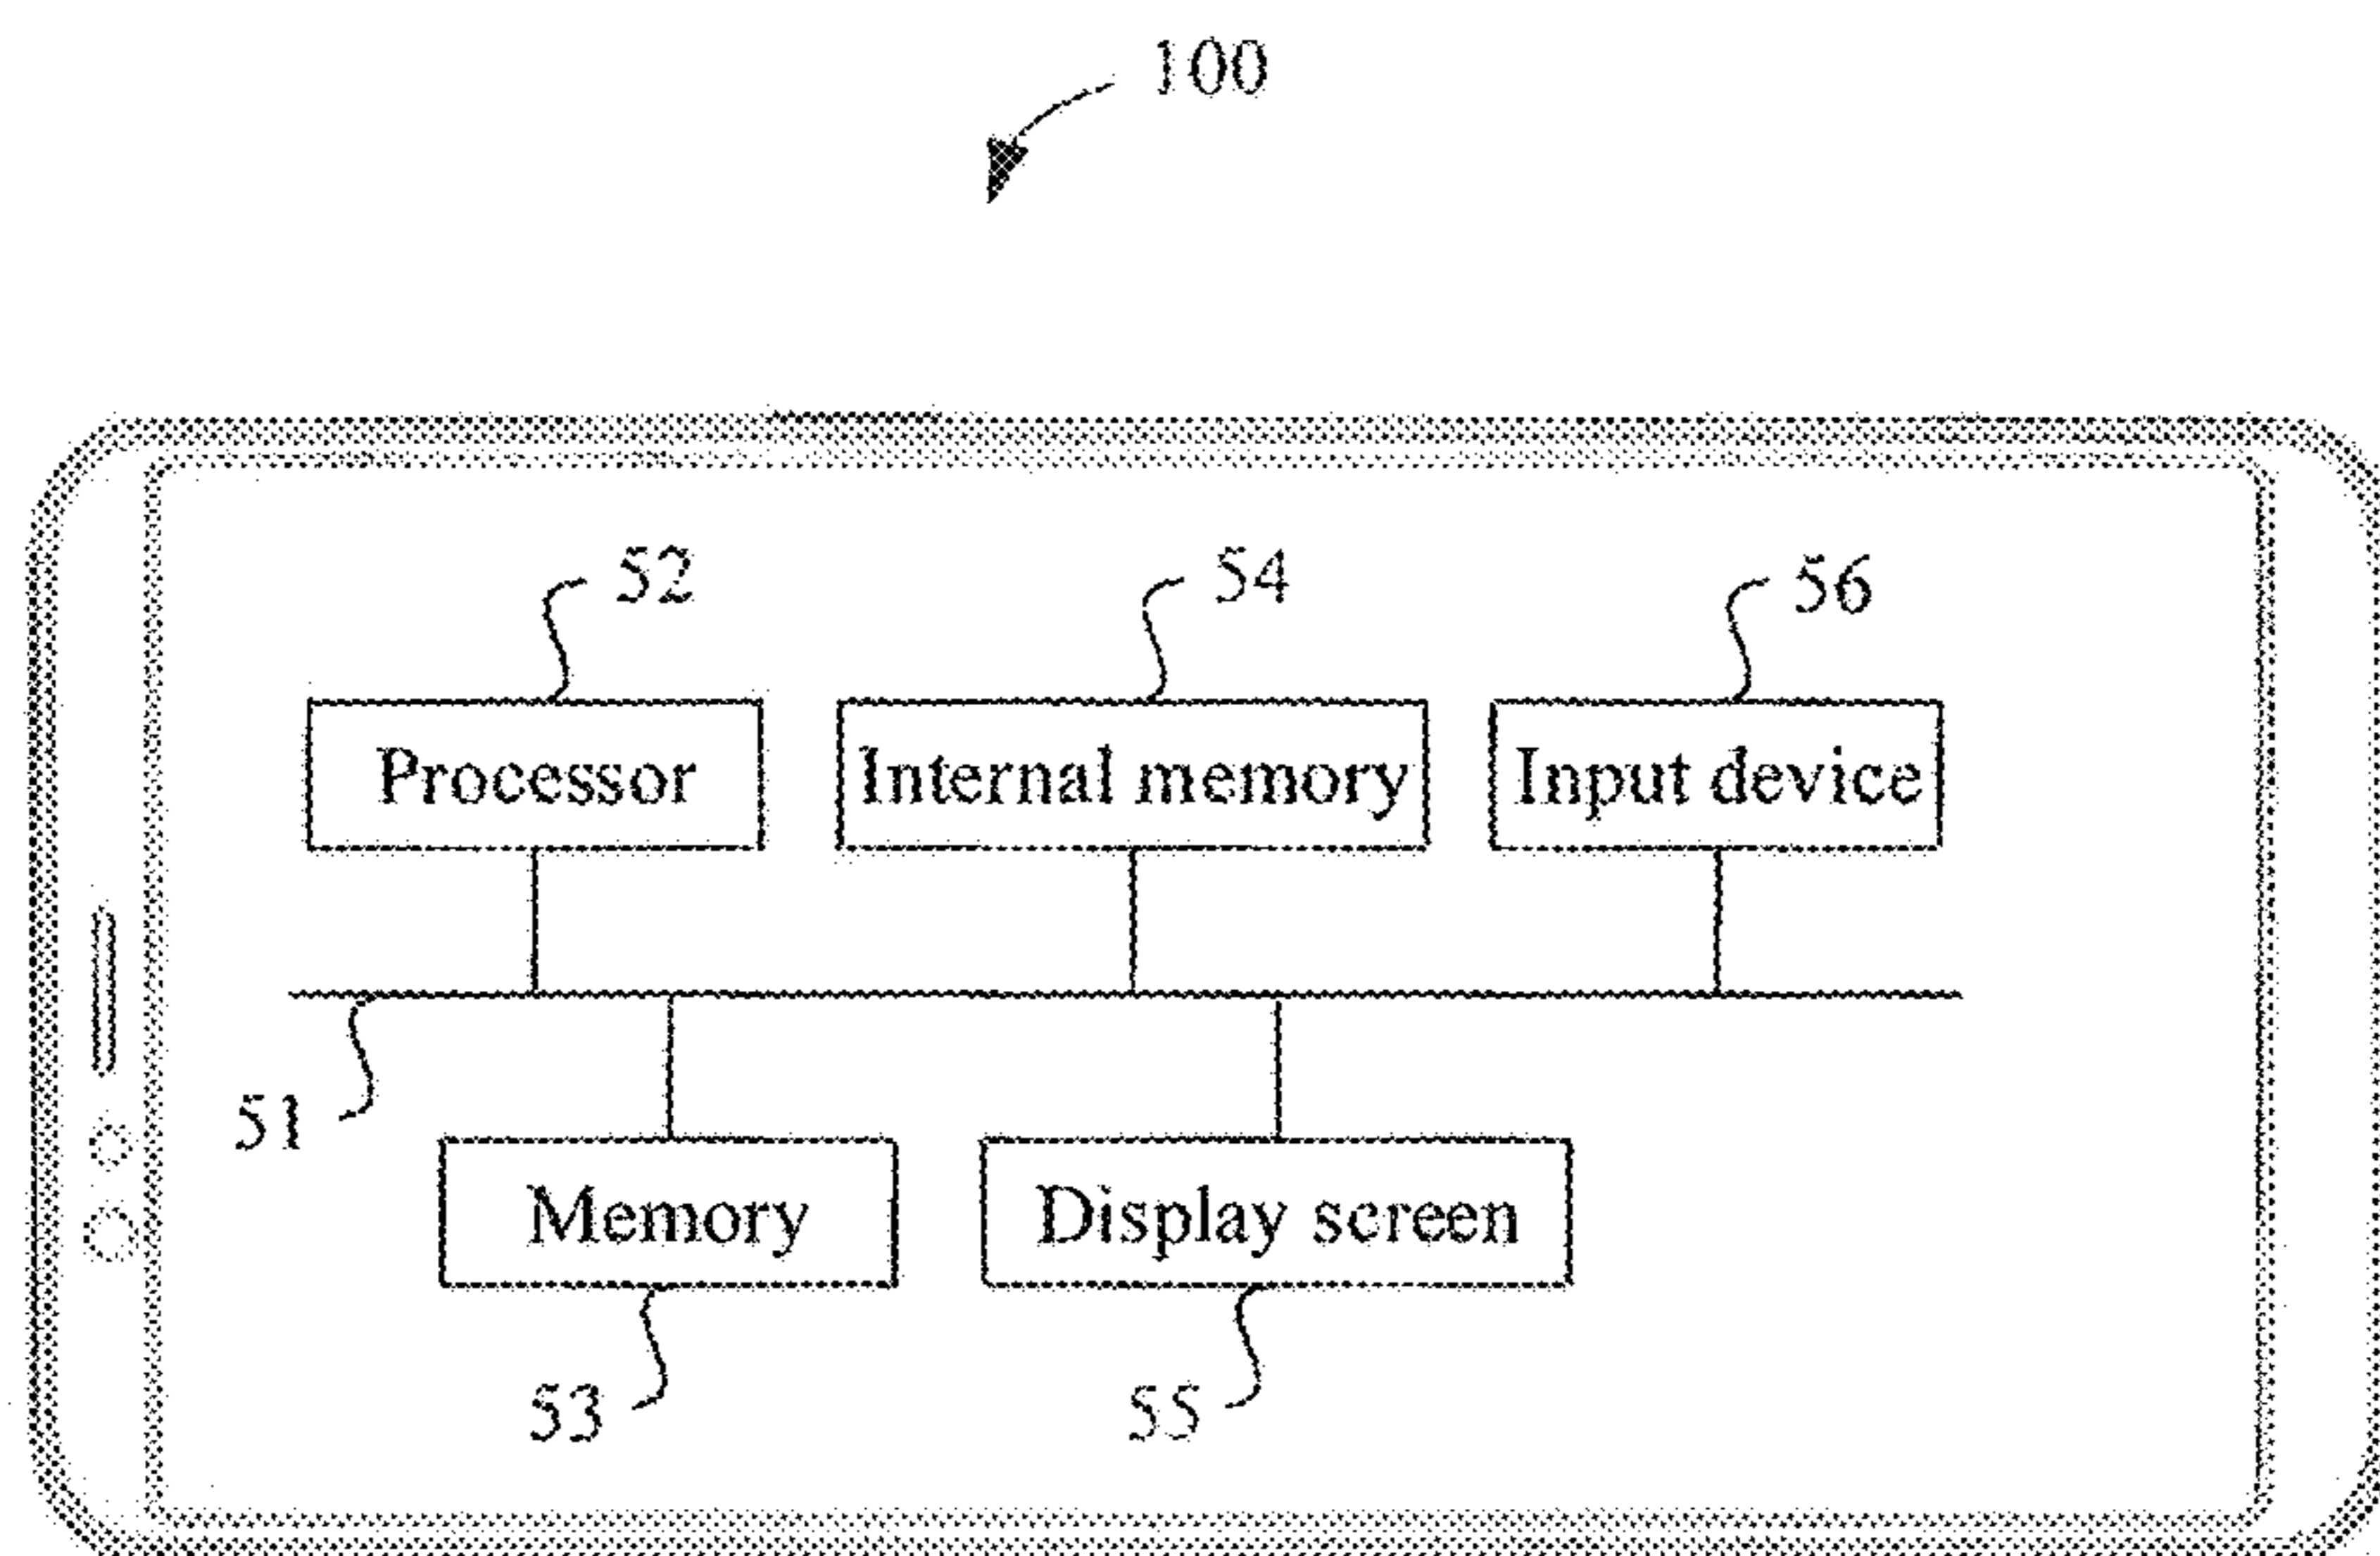 100
52
54
56
Processor
Internal memory
Input device
51
Memory
Display screen
53
55